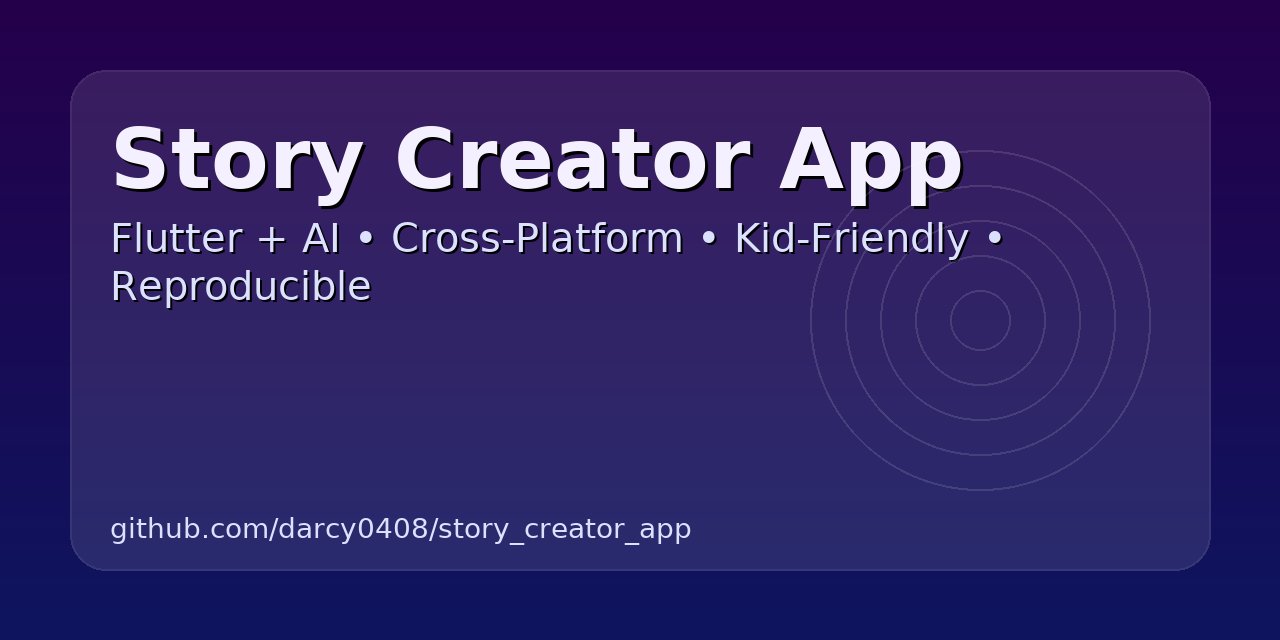 Story Creator App
Flutter + AI • Cross-Platform • Kid-Friendly •
Reproducible
github.com/darcy0408/story_creator_app